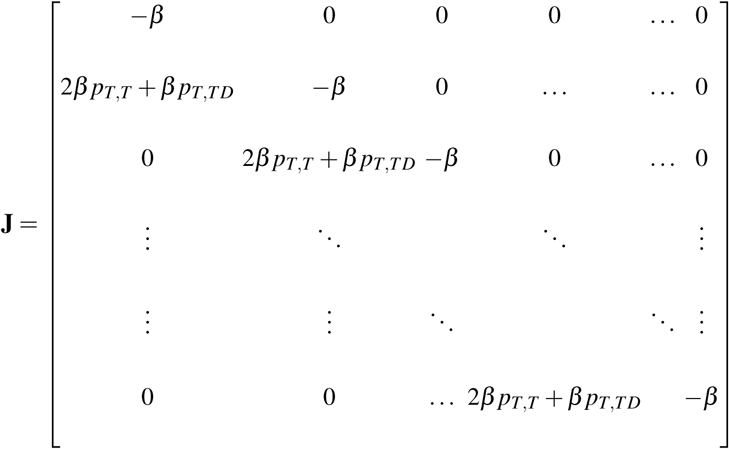 −β 0 0 0 … 0
2βp_{T,T} + βp_{T,TD} −β 0 … … 0
0 2βp_{T,T} + βp_{T,TD} −β 0 … 0
J = ⋮ ⋱ ⋱ ⋮
⋮ ⋮ ⋱ ⋱ ⋮
0 0 … 2βp_{T,T} + βp_{T,TD} −β